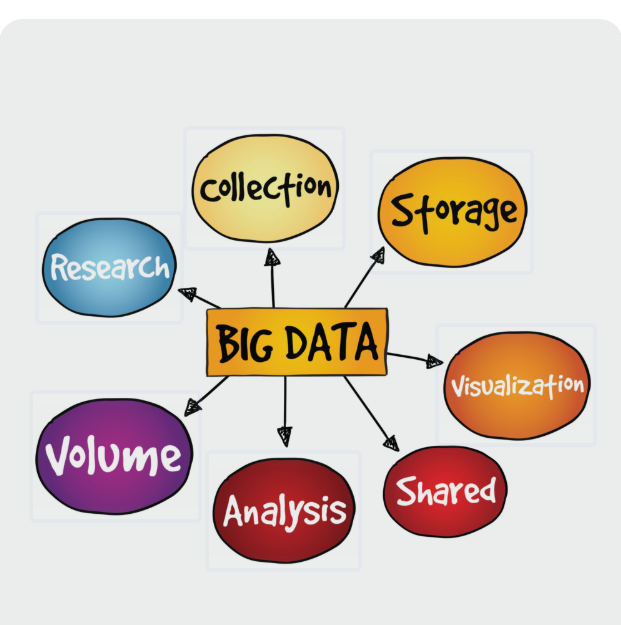 Collection
Storage
Research
BIG DATA
Visualization
Volume
Analysis
Shared